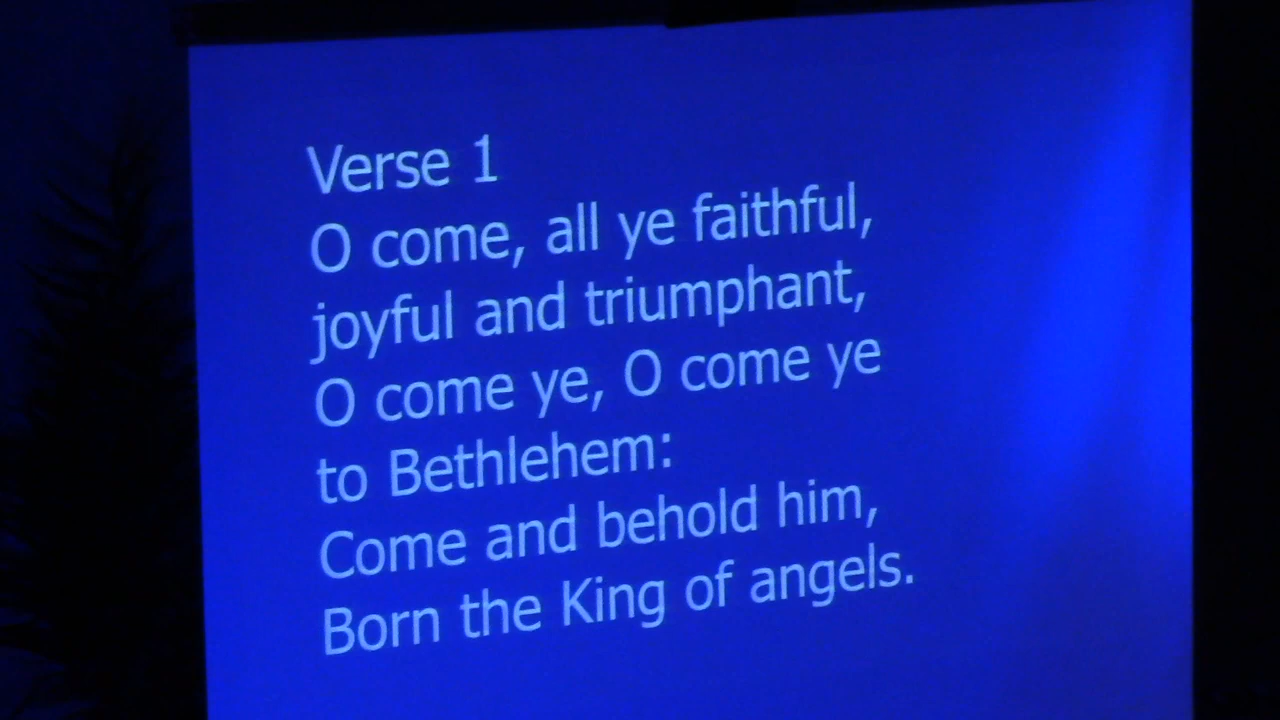 Verse 1
O come, all ye faithful,
joyful and triumphant,
O come ye, O come ye
to Bethlehem:
Come and behold him,
Born the King of angels.